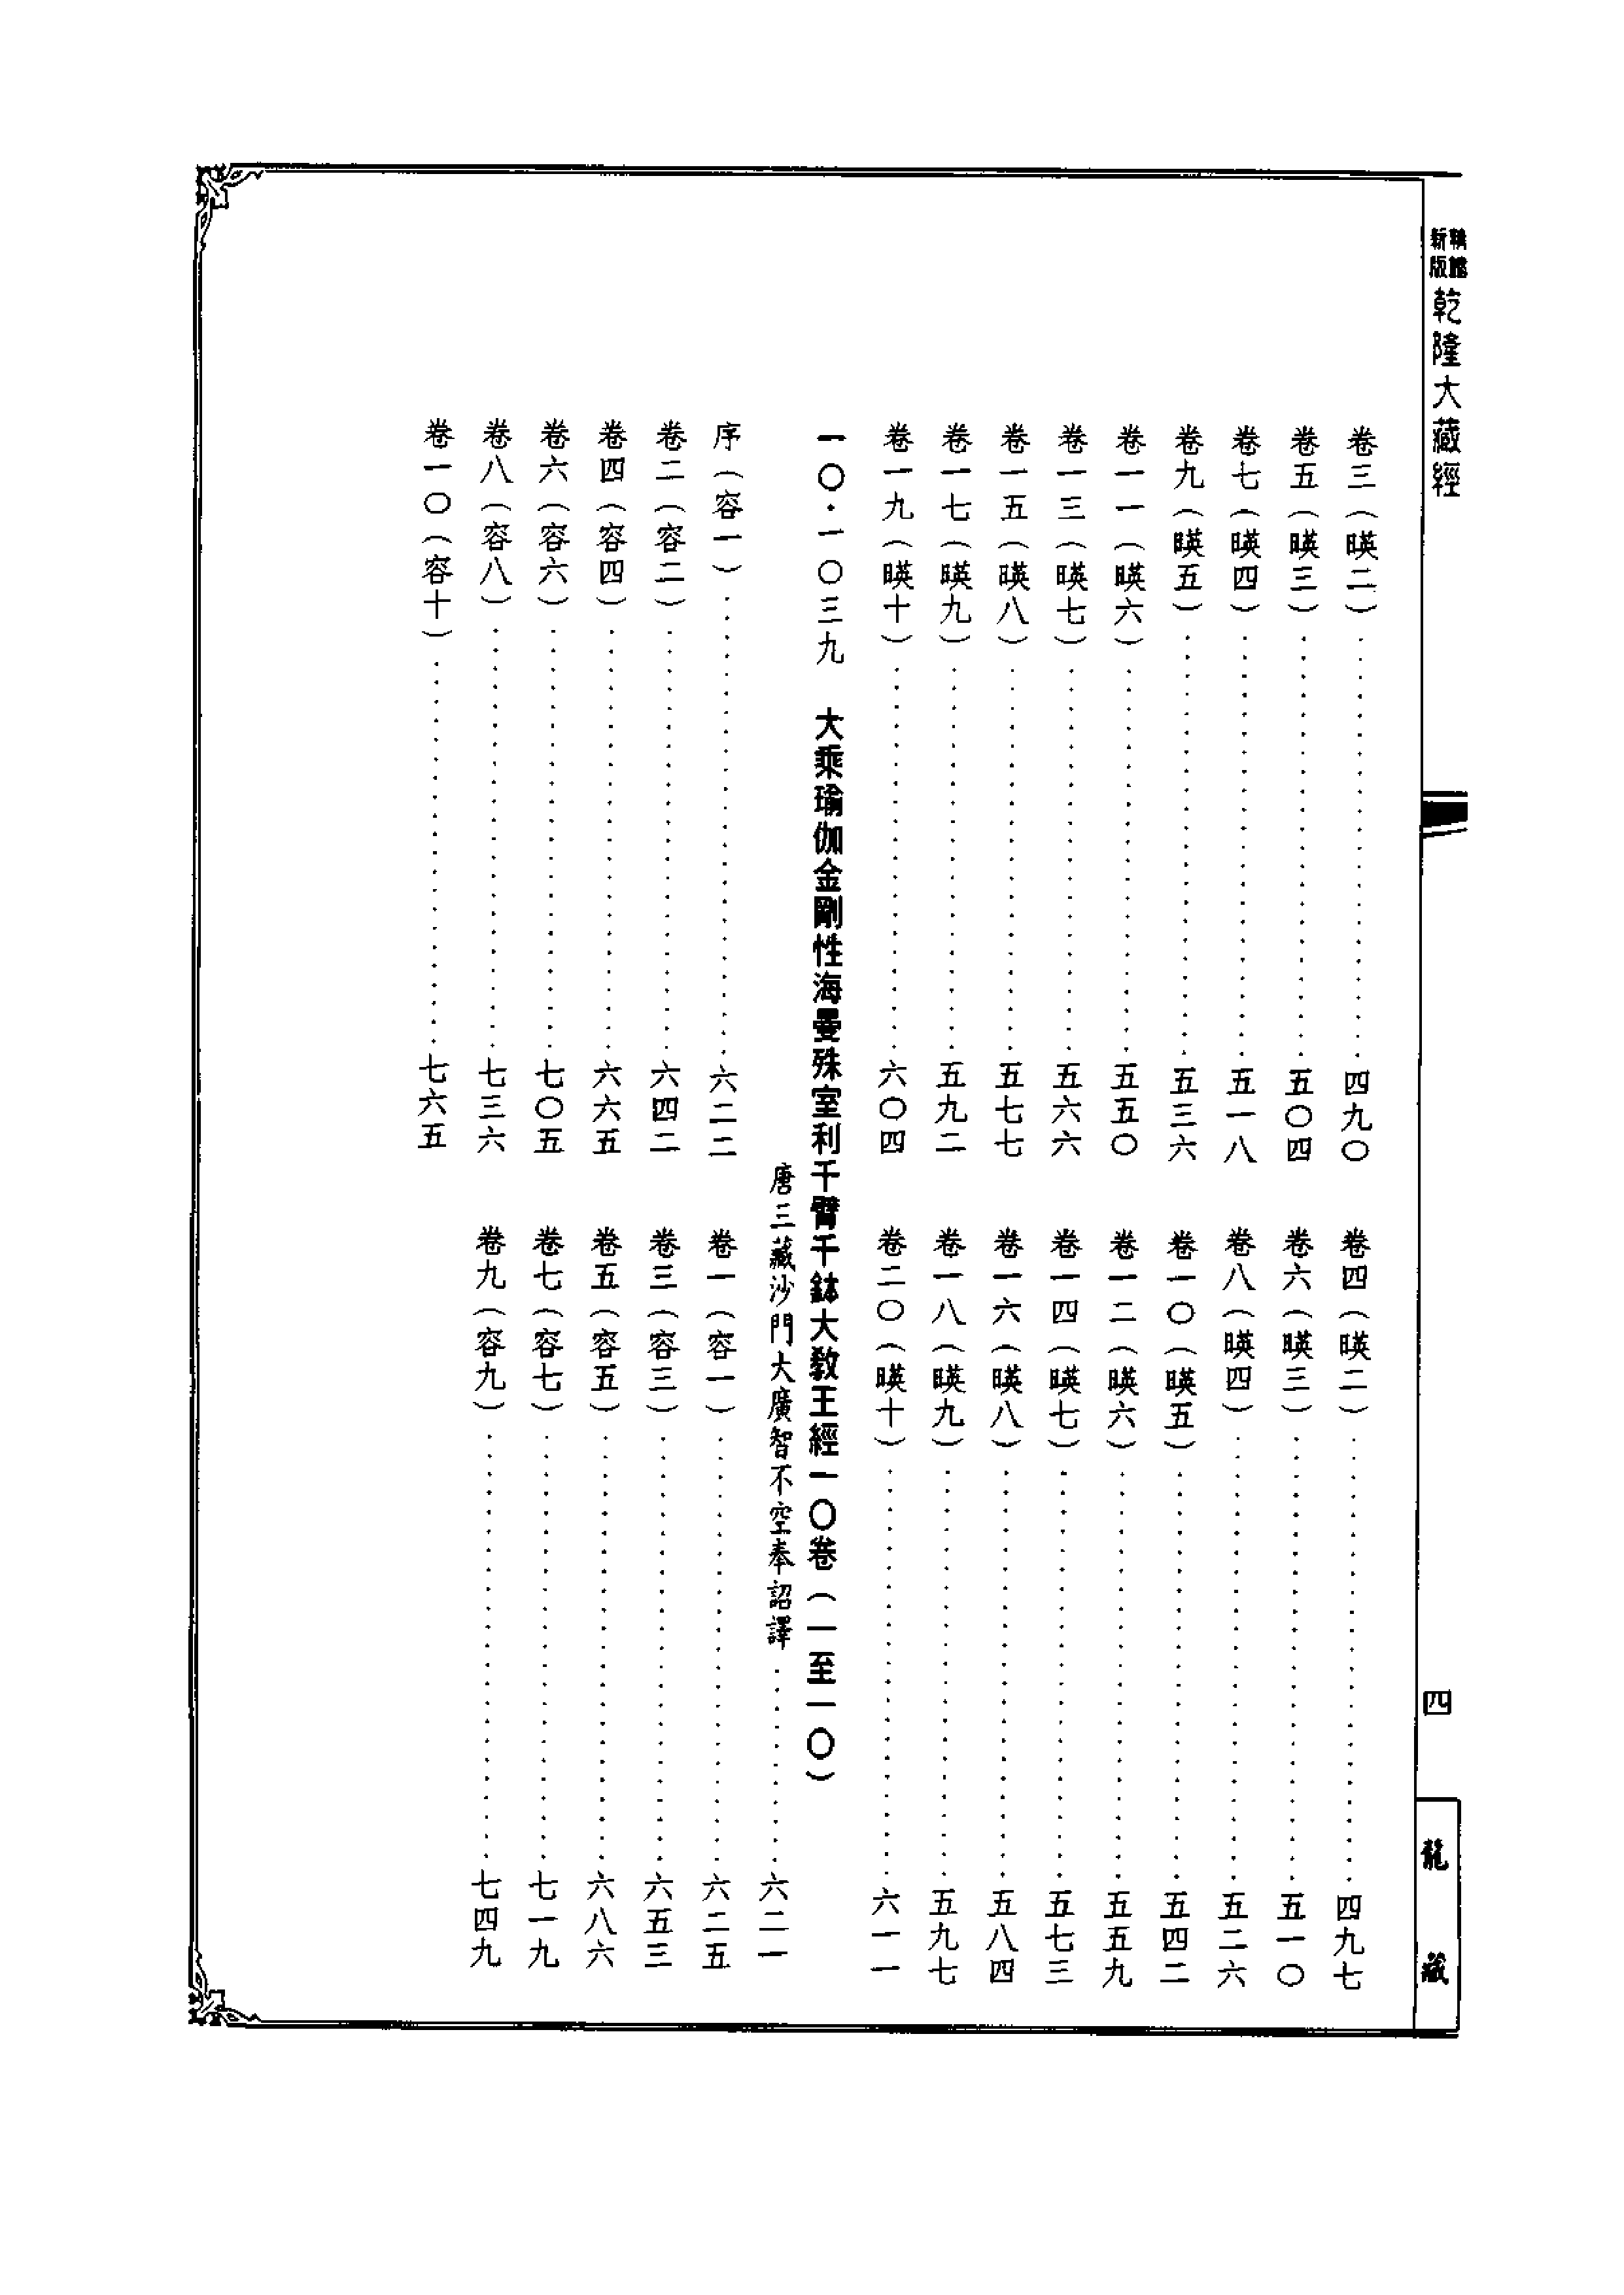 新版
乾隆大藏經
四
龍藏
卷三(暎二)……四九〇
卷四(暎二)……四九七
卷五(暎三)……五〇四
卷六(暎三)……五一〇
卷七(暎四)……五一八
卷八(暎四)……五二六
卷九(暎五)……五三六
卷一〇(暎五)……五四二
卷一一(暎六)……五五〇
卷一二(暎六)……五五九
卷一三(暎七)……五六六
卷一四(暎七)……五七三
卷一五(暎八)……五七七
卷一六(暎八)……五八四
卷一七(暎九)……五九二
卷一八(暎九)……五九七
卷一九(暎十)……六〇四
卷二〇(暎十)……六一一
一〇·一〇三九 大乘瑜伽金剛性海曼殊室利千臂千鉢大教王經一〇卷(一至一〇)
唐三藏沙門大廣智不空奉詔譯……六二一
序(容一)……六二二
卷一(容一)……六二五
卷二(容二)……六四二
卷三(容三)……六五三
卷四(容四)……六六五
卷五(容五)……六八六
卷六(容六)……七〇五
卷七(容七)……七一九
卷八(容八)……七三六
卷九(容九)……七四九
卷一〇(容十)……七六五